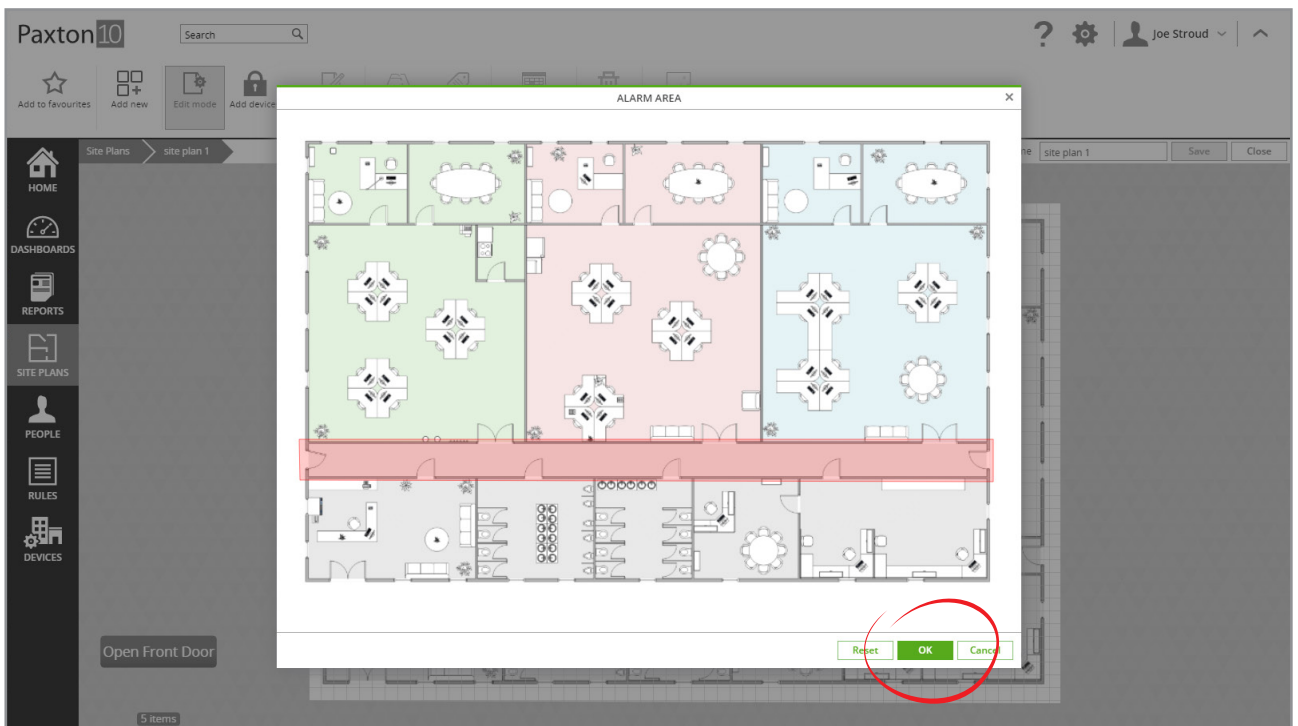 Paxton10
Search
Joe Stroud
Add to favourites
Add new
Edit mode
Add device
ALARM AREA
Site Plans
site plan 1
me
site plan 1
Save
Close
HOME
DASHBOARDS
REPORTS
SITE PLANS
PEOPLE
RULES
DEVICES
Reset
OK
Cancel
Open Front Door
5 items